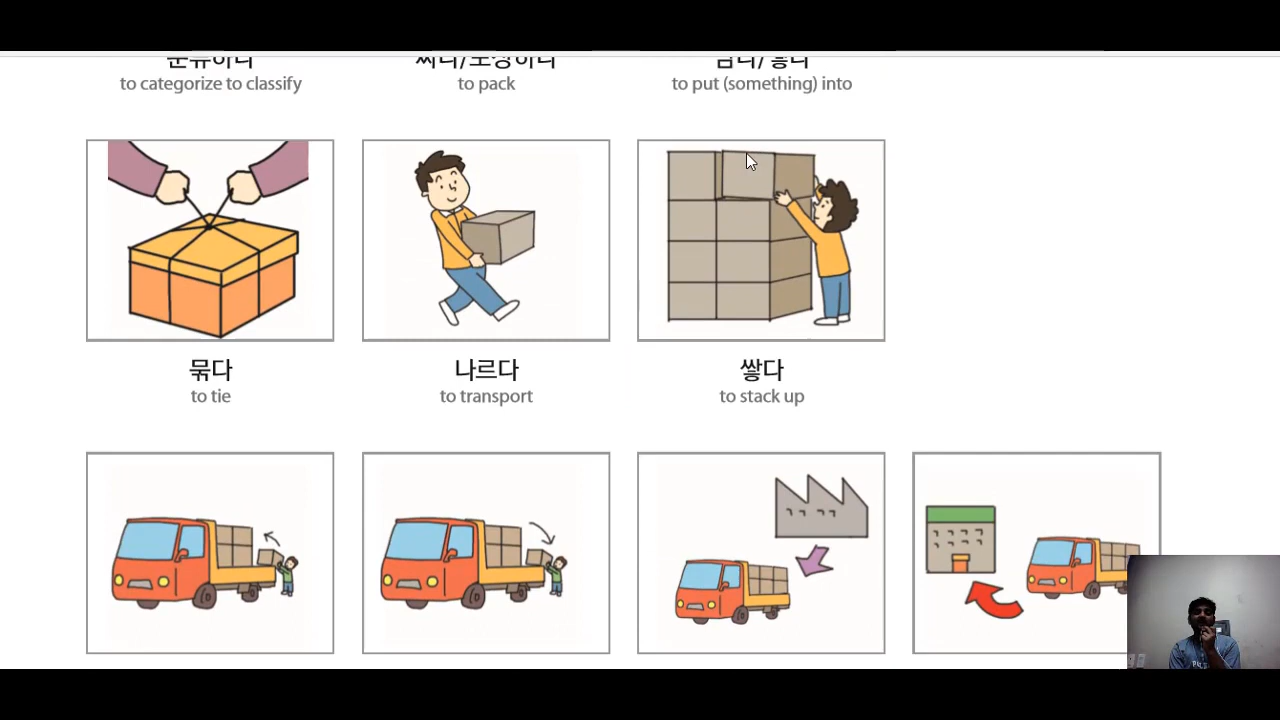 to categorize to classify
to pack
to put (something) into
묶다
나르다
쌓다
to tie
to transport
to stack up